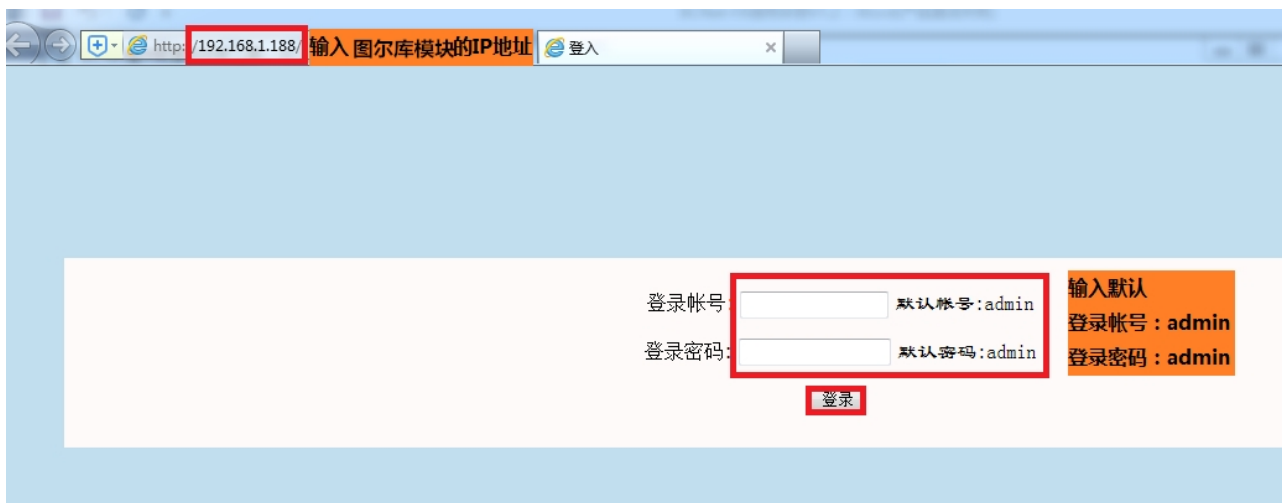 http:/192.168.1.188/ 输入 图尔库模块的IP地址 登入
登录帐号: 默认帐号:admin
登录密码: 默认密码:admin
登录
输入默认
登录帐号：admin
登录密码：admin